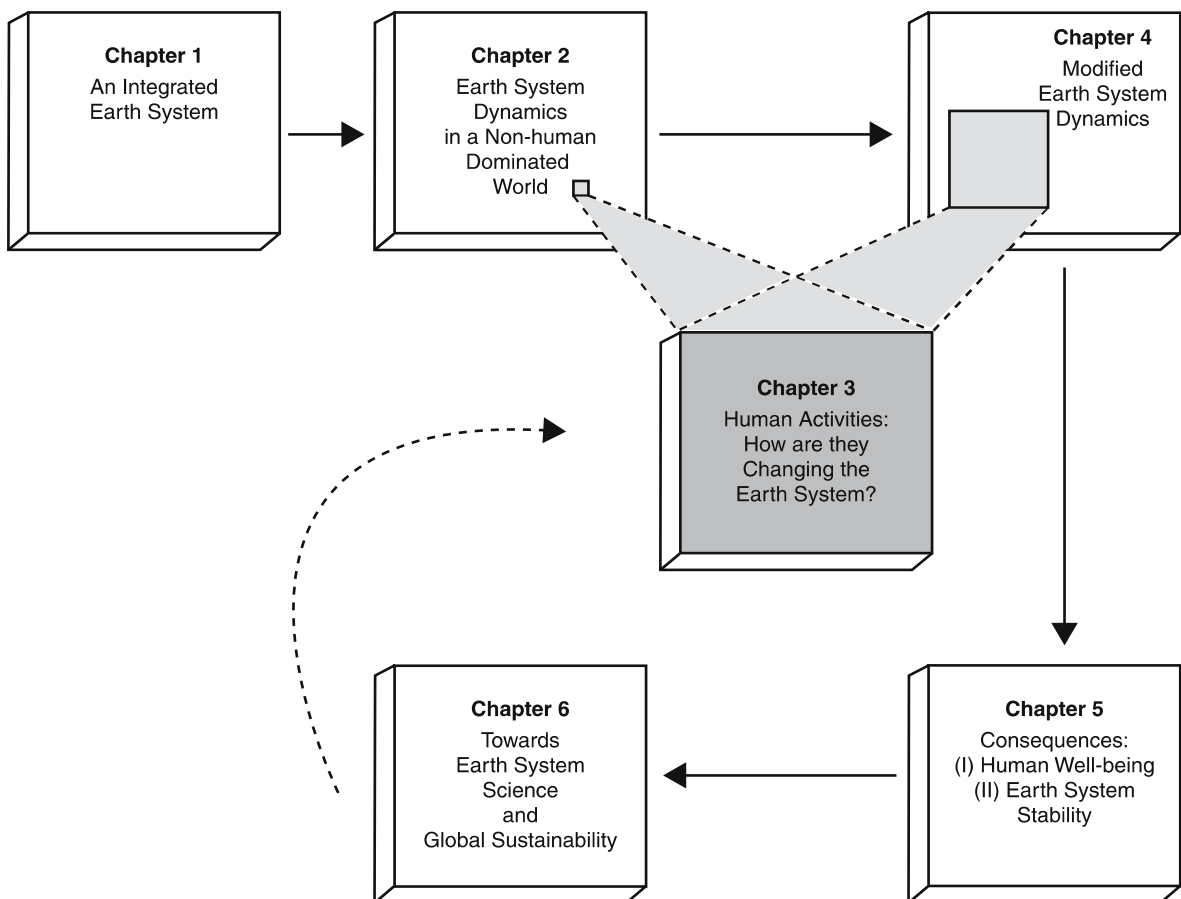 Chapter 1
An Integrated
Earth System
Chapter 2
Earth System
Dynamics
in a Non-human
Dominated
World
Chapter 4
Modified
Earth System
Dynamics
Chapter 3
Human Activities:
How are they
Changing the
Earth System?
Chapter 6
Towards
Earth System
Science
and
Global Sustainability
Chapter 5
Consequences:
(I) Human Well-being
(II) Earth System
Stability